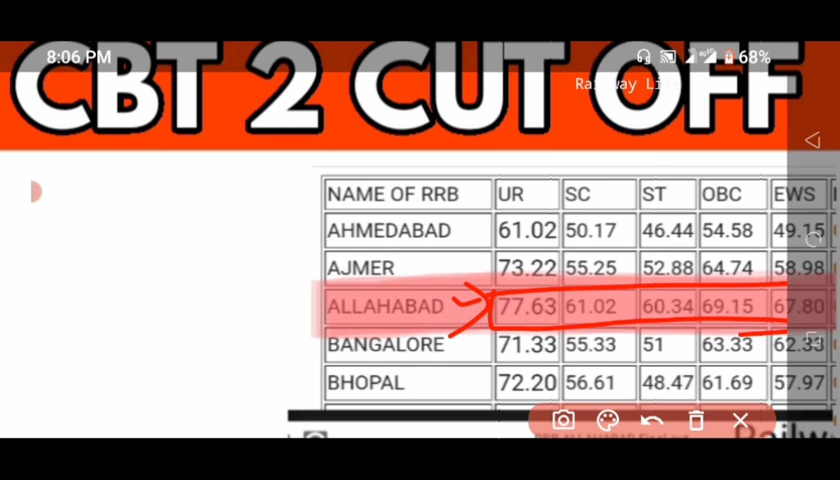 8:06 PM 68%
CBT 2 CUT OFF
NAME OF RRB UR SC ST OBC EWS
AHMEDABAD 61.02 50.17 46.44 54.58 49.15
AJMER 73.22 55.25 52.88 64.74 58.98
ALLAHABAD 77.63 61.02 60.34 69.15 67.80
BANGALORE 71.33 55.33 51 63.33 62.33
BHOPAL 72.20 56.61 48.47 61.69 57.97